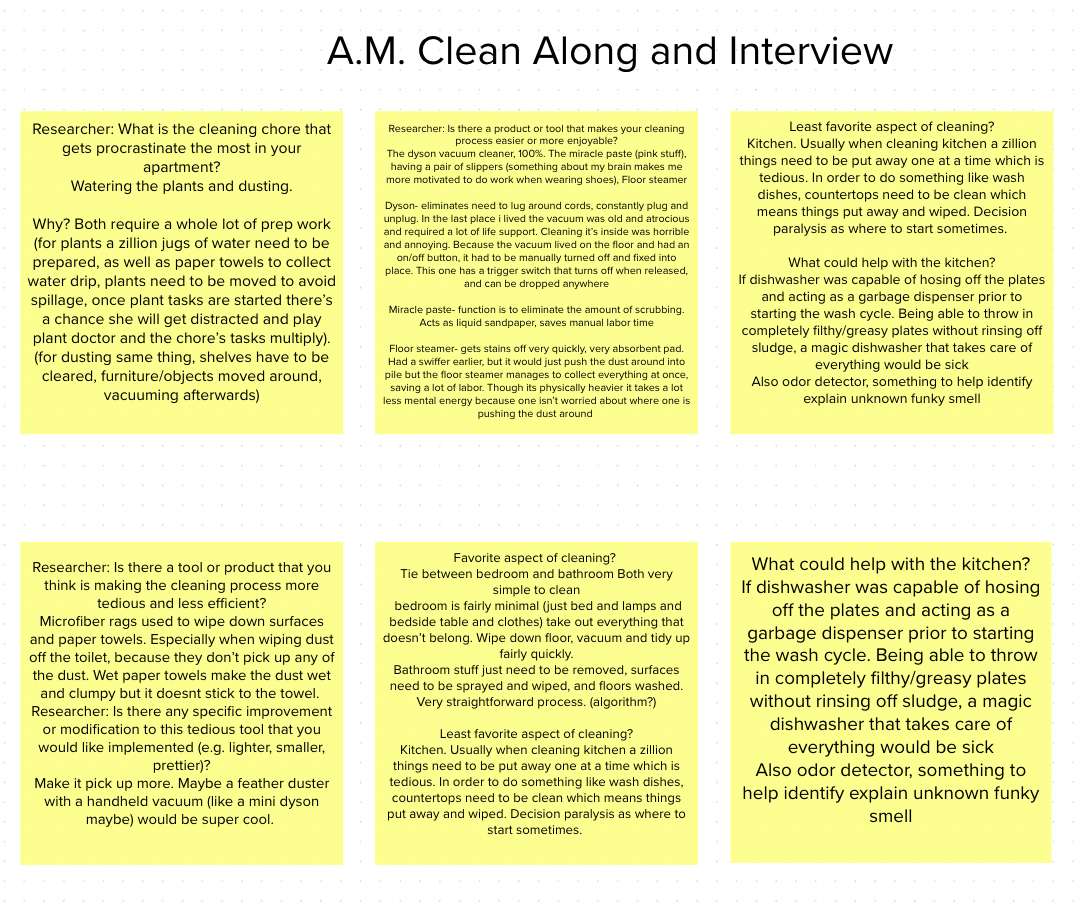 A.M. Clean Along and Interview
Researcher: What is the cleaning chore that
gets procrastinate the most in your
apartment?
Watering the plants and dusting.
Why? Both require a whole lot of prep work
(for plants a zillion jugs of water need to be
prepared, as well as paper towels to collect
water drip, plants need to be moved to avoid
spillage, once plant tasks are started there's
a chance she will get distracted and play
plant doctor and the chore's tasks multiply).
(for dusting same thing, shelves have to be
cleared, furniture/objects moved around,
vacuuming afterwards)
Researcher: Is there a product or tool that makes your cleaning
process easier or more enjoyable?
The dyson vacuum cleaner, 100%. The miracle paste (pink stuff),
having a pair of slippers (something about my brain makes me
more motivated to do work when wearing shoes), Floor steamer
Dyson- eliminates need to lug around cords, constantly plug and
unplug. In the last place i lived the vacuum was old and atrocious
and required a lot of life support. Cleaning it's inside was horrible
and annoying. Because the vacuum lived on the floor and had an
on/off button, it had to be manually turned off and fixed into
place. This one has a trigger switch that turns off when released,
and can be dropped anywhere
Miracle paste- function is to eliminate the amount of scrubbing.
Acts as liquid sandpaper, saves manual labor time
Floor steamer- gets stains off very quickly, very absorbent pad.
Had a swiffer earlier, but it would just push the dust around into
pile but the floor steamer manages to collect everything at once,
saving a lot of labor. Though its physically heavier it takes a lot
less mental energy because one isn't worried about where one is
pushing the dust around
Least favorite aspect of cleaning?
Kitchen. Usually when cleaning kitchen a zillion
things need to be put away one at a time which is
tedious. In order to do something like wash
dishes, countertops need to be clean which
means things put away and wiped. Decision
paralysis as where to start sometimes.
What could help with the kitchen?
If dishwasher was capable of hosing off the plates
and acting as a garbage dispenser prior to
starting the wash cycle. Being able to throw in
completely filthy/greasy plates without rinsing off
sludge, a magic dishwasher that takes care of
everything would be sick
Also odor detector, something to help identify
explain unknown funky smell
Researcher: Is there a tool or product that you
think is making the cleaning process more
tedious and less efficient?
Microfiber rags used to wipe down surfaces
and paper towels. Especially when wiping dust
off the toilet, because they don't pick up any of
the dust. Wet paper towels make the dust wet
and clumpy but it doesnt stick to the towel.
Researcher: Is there any specific improvement
or modification to this tedious tool that you
would like implemented (e.g. lighter, smaller,
prettier)?
Make it pick up more. Maybe a feather duster
with a handheld vacuum (like a mini dyson
maybe) would be super cool.
Favorite aspect of cleaning?
Tie between bedroom and bathroom Both very
simple to clean
bedroom is fairly minimal (just bed and lamps and
bedside table and clothes) take out everything that
doesn't belong. Wipe down floor, vacuum and tidy up
fairly quickly.
Bathroom stuff just need to be removed, surfaces
need to be sprayed and wiped, and floors washed.
Very straightforward process. (algorithm?)
Least favorite aspect of cleaning?
Kitchen. Usually when cleaning kitchen a zillion
things need to be put away one at a time which is
tedious. In order to do something like wash dishes,
countertops need to be clean which means things
put away and wiped. Decision paralysis as where to
start sometimes.
What could help with the kitchen?
If dishwasher was capable of hosing
off the plates and acting as a
garbage dispenser prior to starting
the wash cycle. Being able to throw
in completely filthy/greasy plates
without rinsing off sludge, a magic
dishwasher that takes care of
everything would be sick
Also odor detector, something to
help identify explain unknown funky
smell